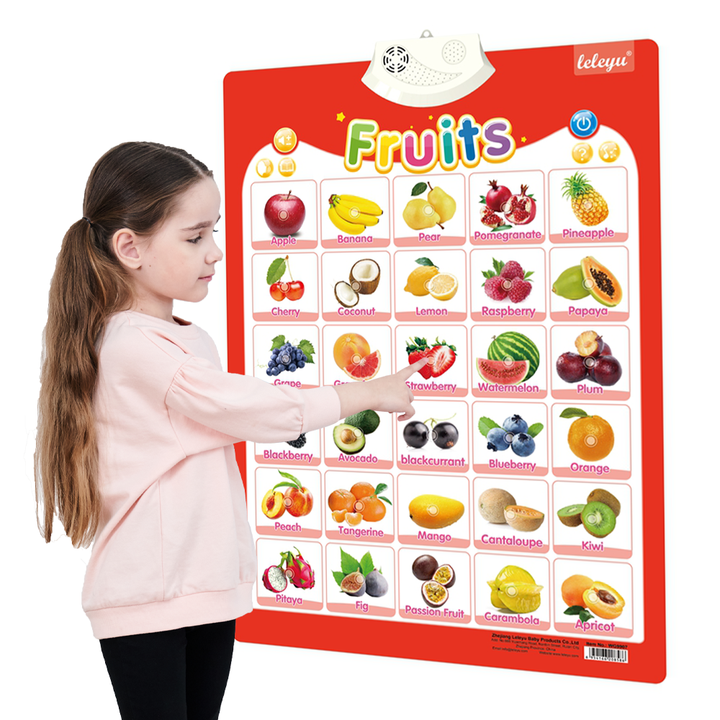 leleyu®
Fruits
Apple Banana Pear Pomegranate Pineapple
Cherry Coconut Lemon Raspberry Papaya
Grape Strawberry Watermelon Plum
Blackberry Avocado blackcurrant Blueberry Orange
Peach Tangerine Mango Cantaloupe Kiwi
Pitaya Fig Passion Fruit Carambola Apricot
Zhejiang Leleyu Baby Products Co., Ltd